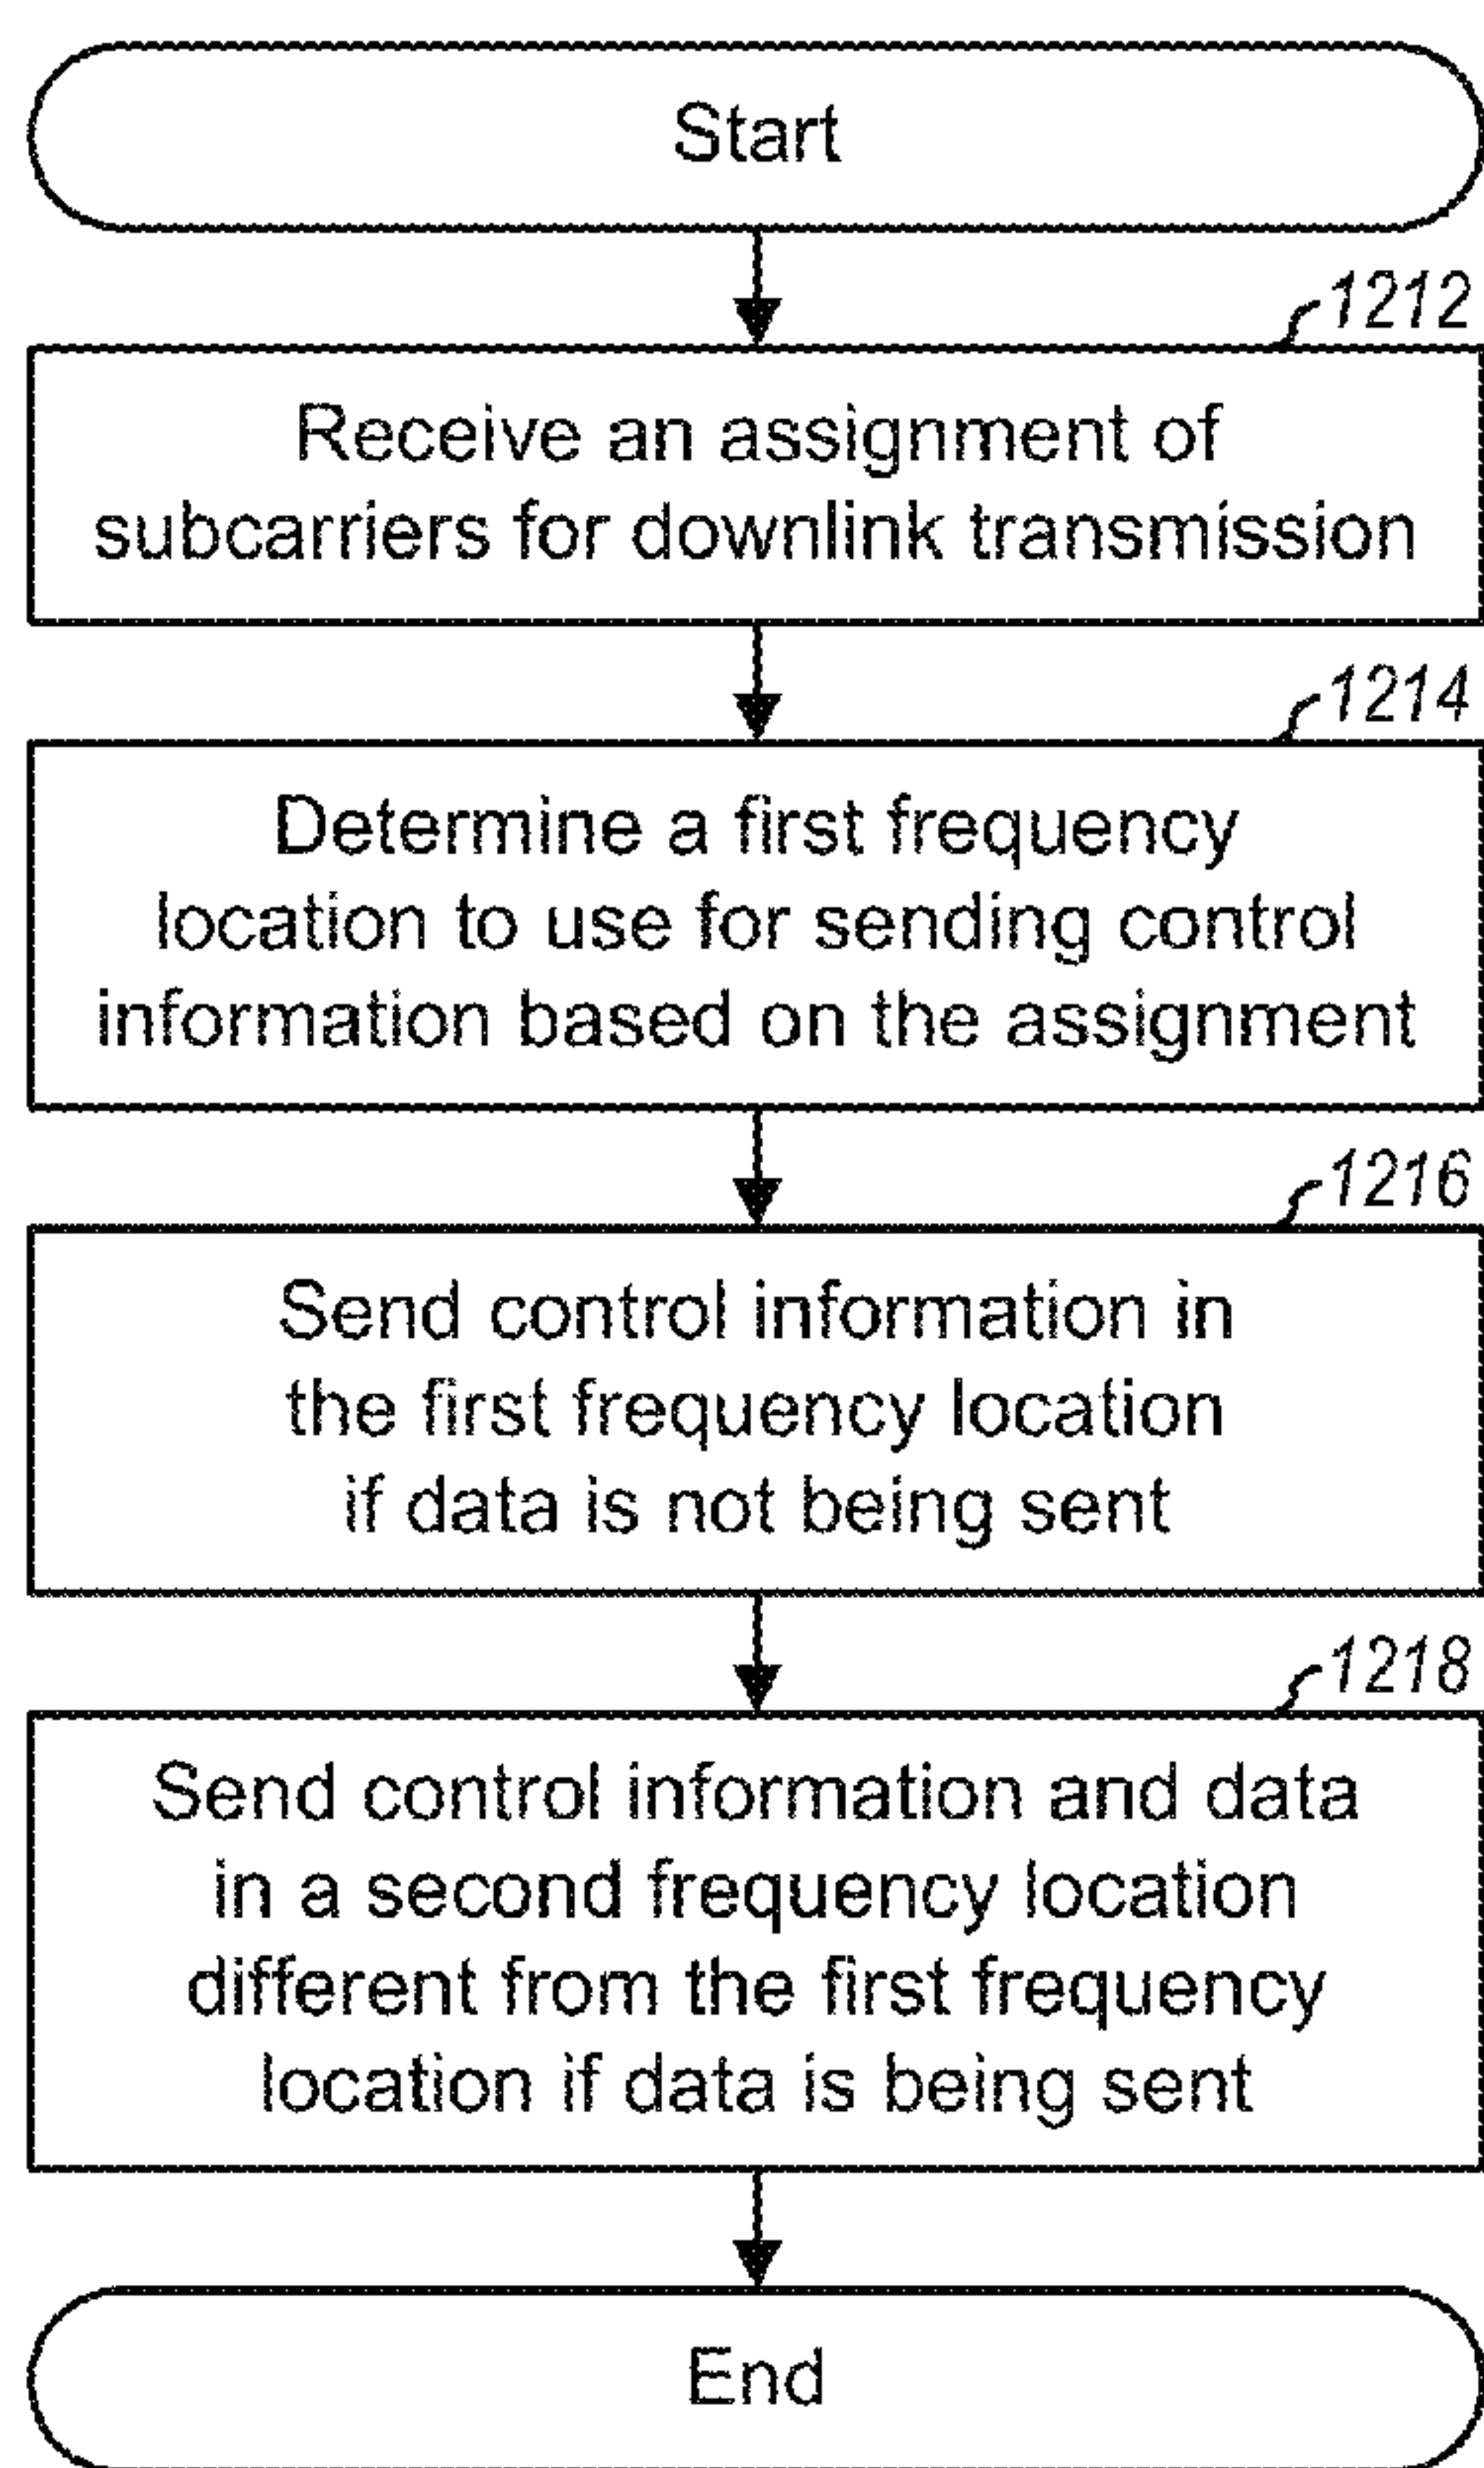 Start
1212
Receive an assignment of
subcarriers for downlink transmission
1214
Determine a first frequency
location to use for sending control
information based on the assignment
1216
Send control information in
the first frequency location
if data is not being sent
1218
Send control information and data
in a second frequency location
different from the first frequency
location if data is being sent
End